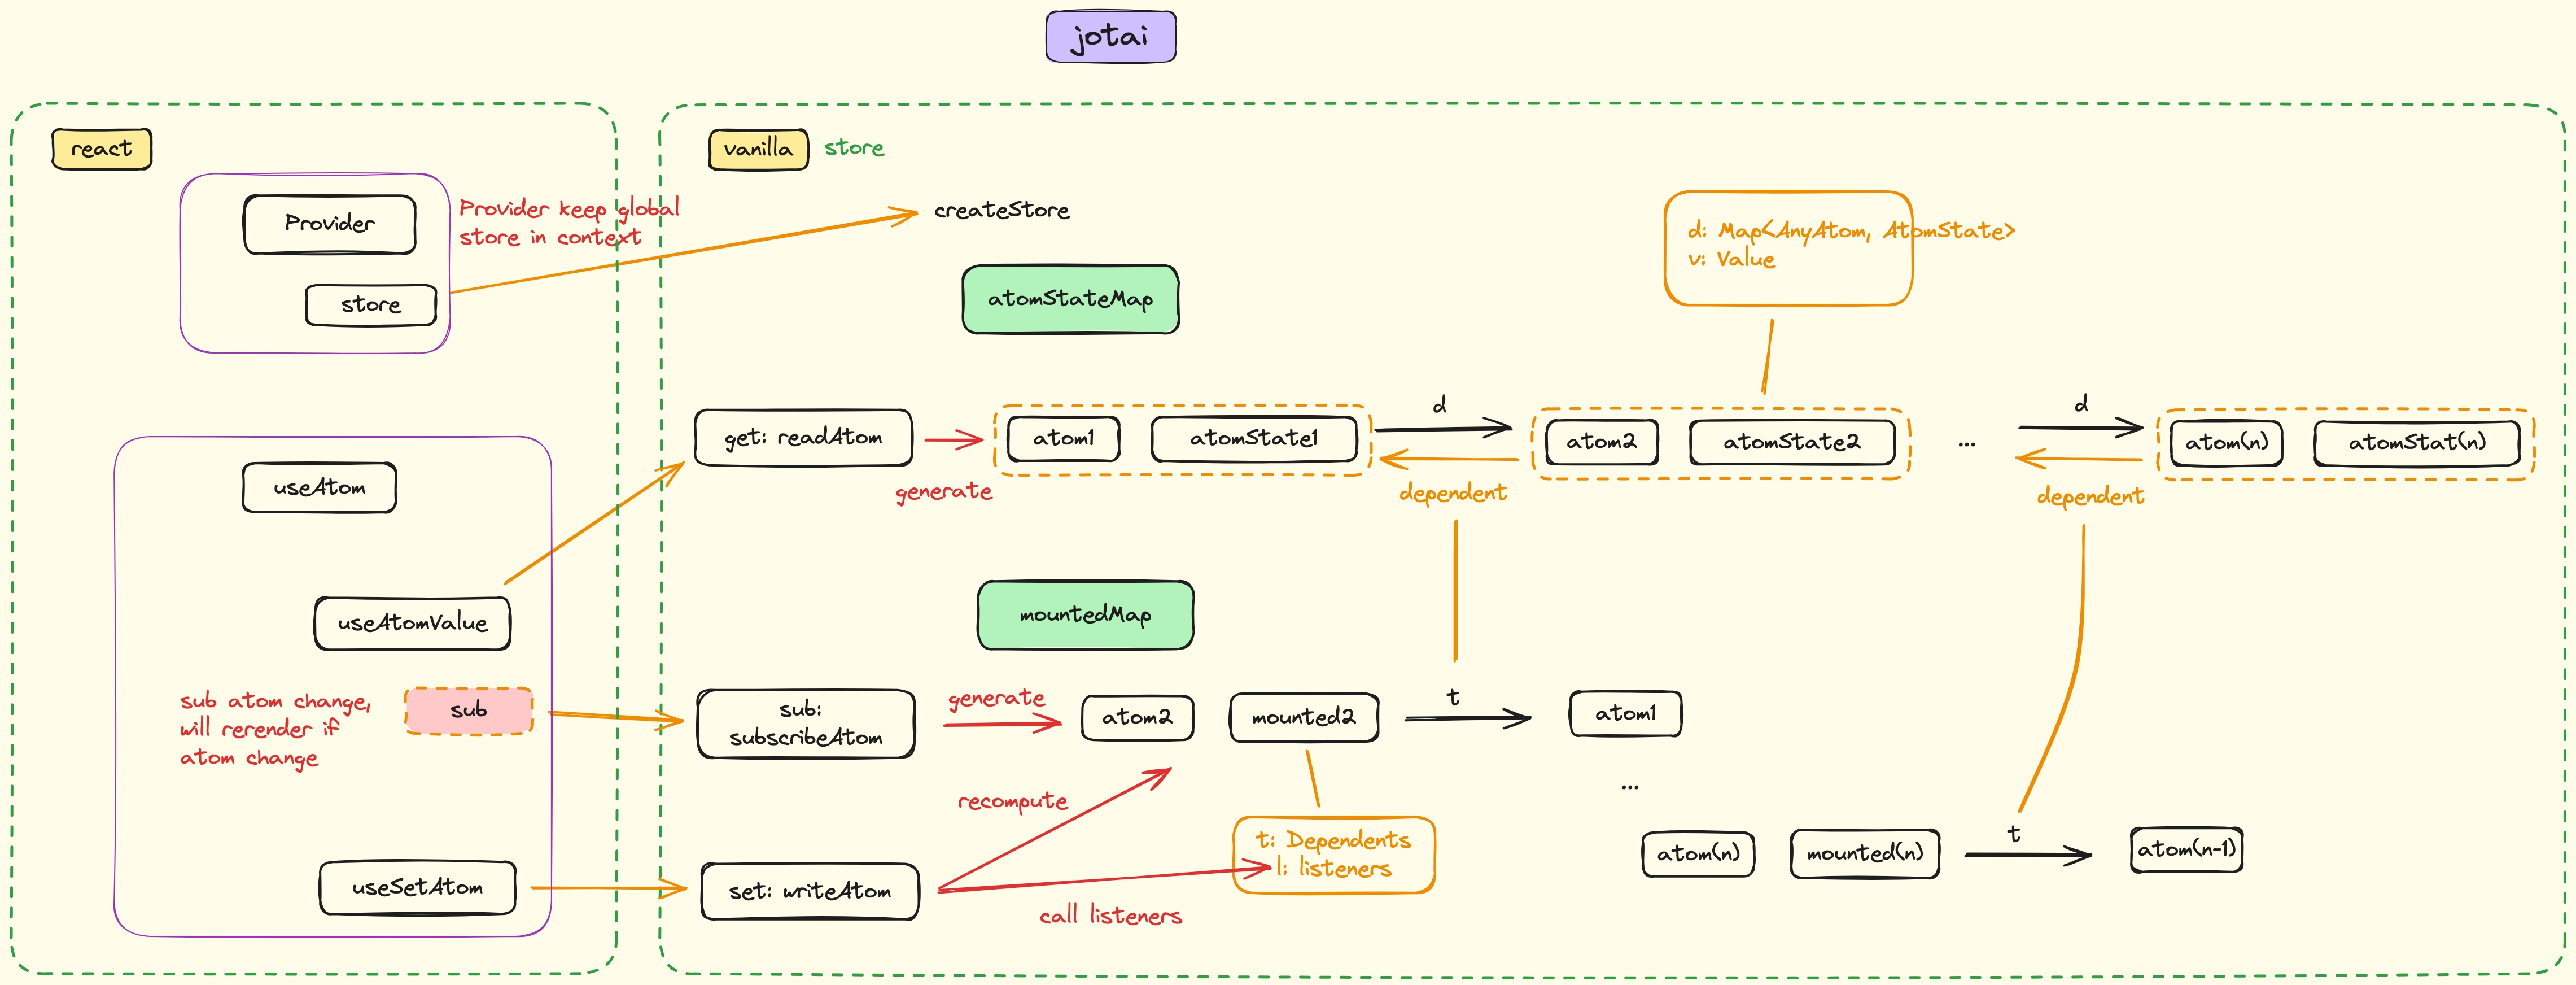 jotai
react
Provider
Provider keep global
store in context
store
useAtom
useAtomValue
sub atom change,
will rerender if
atom change
sub
useSetAtom
vanilla
store
createStore
atomStateMap
d: Map<AnyAtom, AtomState>
v: Value
get: readAtom
generate
atom1
atomState1
d
dependent
atom2
atomState2
...
d
dependent
atom(n)
atomStat(n)
mountedMap
sub:
subscribeAtom
generate
atom2
mounted2
t
atom1
...
recompute
t: Dependents
l: listeners
set: writeAtom
call listeners
atom(n)
mounted(n)
t
atom(n-1)